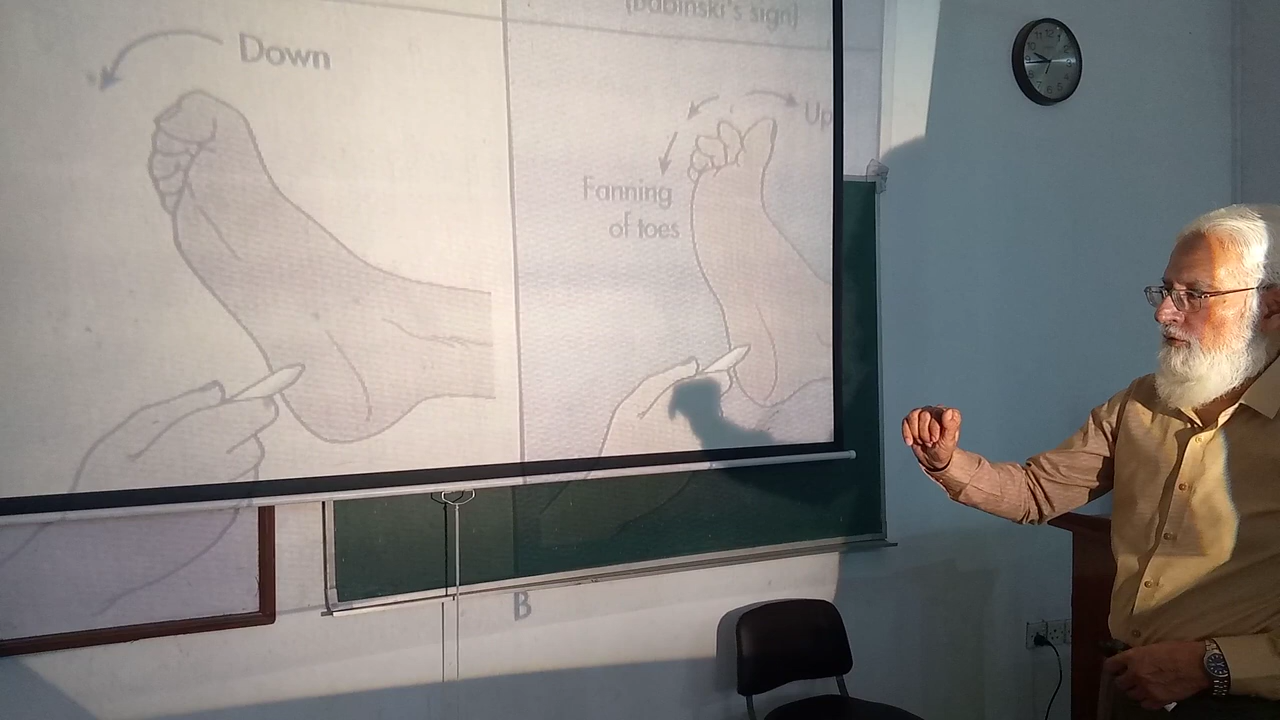 Down
(Babinski's sign)
Up
Fanning
of toes
B